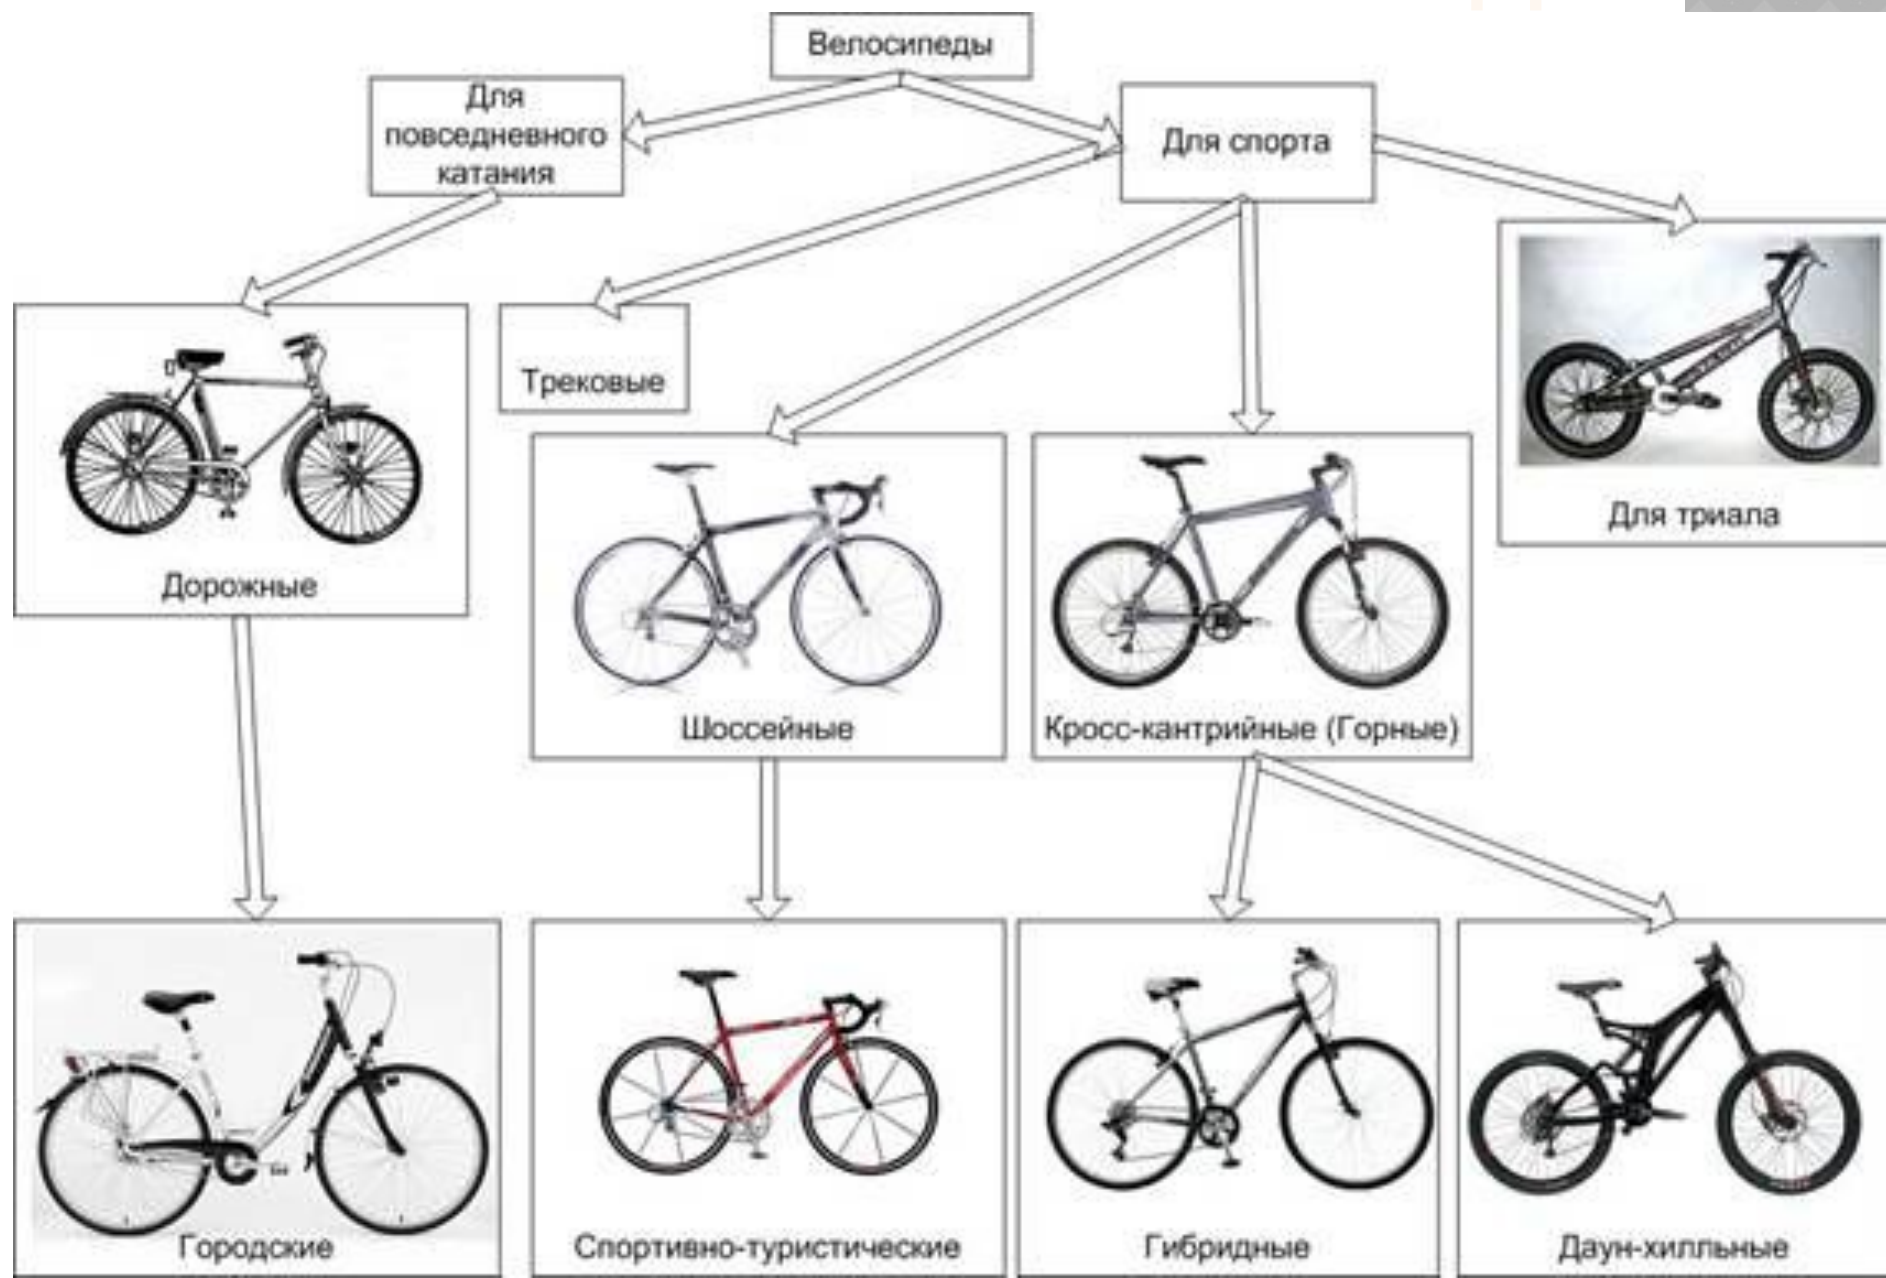 Велосипеды
Для
повседневного
катания
Для спорта
Трековые
Для триала
Дорожные
Шоссейные
Кросс-кантрийные (Горные)
Городские
Спортивно-туристические
Гибридные
Даун-хилльные